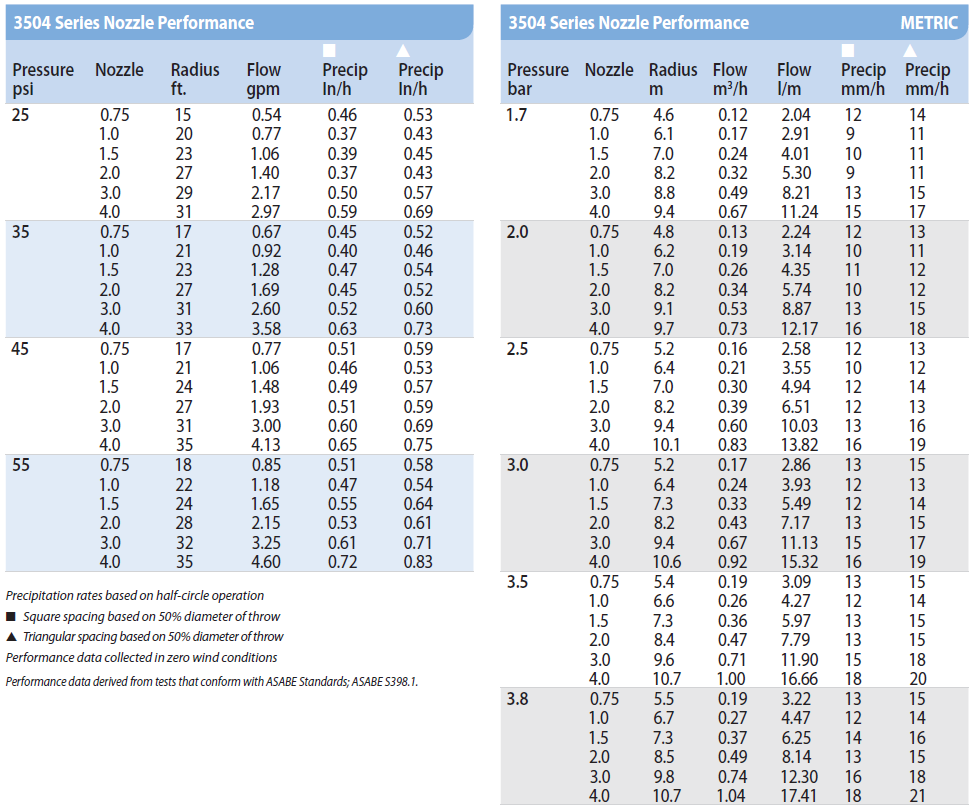 3504 Series Nozzle Performance
Pressure Nozzle Radius Flow Precip Precip
psi ft. gpm In/h In/h
25 0.75 15 0.54 0.46 0.53
1.0 20 0.77 0.37 0.43
1.5 23 1.06 0.39 0.45
2.0 27 1.40 0.37 0.43
3.0 29 2.17 0.50 0.57
4.0 31 2.97 0.59 0.69
35 0.75 17 0.67 0.45 0.52
1.0 21 0.92 0.40 0.46
1.5 23 1.28 0.47 0.54
2.0 27 1.69 0.45 0.52
3.0 31 2.60 0.52 0.60
4.0 33 3.58 0.63 0.73
45 0.75 17 0.77 0.51 0.59
1.0 21 1.06 0.46 0.53
1.5 24 1.48 0.49 0.57
2.0 27 1.93 0.51 0.59
3.0 31 3.00 0.60 0.69
4.0 35 4.13 0.65 0.75
55 0.75 18 0.85 0.51 0.58
1.0 22 1.18 0.47 0.54
1.5 24 1.65 0.55 0.64
2.0 28 2.15 0.53 0.61
3.0 32 3.25 0.61 0.71
4.0 35 4.60 0.72 0.83
Precipitation rates based on half-circle operation
■ Square spacing based on 50% diameter of throw
▲ Triangular spacing based on 50% diameter of throw
Performance data collected in zero wind conditions
Performance data derived from tests that conform with ASABE Standards; ASABE S398.1.
3504 Series Nozzle Performance METRIC
Pressure Nozzle Radius Flow Flow Precip Precip
bar m m³/h l/m mm/h mm/h
1.7 0.75 4.6 0.12 2.04 12 14
1.0 6.1 0.17 2.91 9 11
1.5 7.0 0.24 4.01 10 11
2.0 8.2 0.32 5.30 9 11
3.0 8.8 0.49 8.21 13 15
4.0 9.4 0.67 11.24 15 17
2.0 0.75 4.8 0.13 2.24 12 13
1.0 6.2 0.19 3.14 10 11
1.5 7.0 0.26 4.35 11 12
2.0 8.2 0.34 5.74 10 12
3.0 9.1 0.53 8.87 13 15
4.0 9.7 0.73 12.17 16 18
2.5 0.75 5.2 0.16 2.58 12 13
1.0 6.4 0.21 3.55 10 12
1.5 7.0 0.30 4.94 12 14
2.0 8.2 0.39 6.51 12 13
3.0 9.4 0.60 10.03 13 16
4.0 10.1 0.83 13.82 16 19
3.0 0.75 5.2 0.17 2.86 13 15
1.0 6.4 0.24 3.93 12 13
1.5 7.3 0.33 5.49 12 14
2.0 8.2 0.43 7.17 13 15
3.0 9.4 0.67 11.13 15 17
4.0 10.6 0.92 15.32 16 19
3.5 0.75 5.4 0.19 3.09 13 15
1.0 6.6 0.26 4.27 12 14
1.5 7.3 0.36 5.97 13 15
2.0 8.4 0.47 7.79 13 15
3.0 9.6 0.71 11.90 15 18
4.0 10.7 1.00 16.66 18 20
3.8 0.75 5.5 0.19 3.22 13 15
1.0 6.7 0.27 4.47 12 14
1.5 7.3 0.37 6.25 14 16
2.0 8.5 0.49 8.14 13 15
3.0 9.8 0.74 12.30 16 18
4.0 10.7 1.04 17.41 18 21